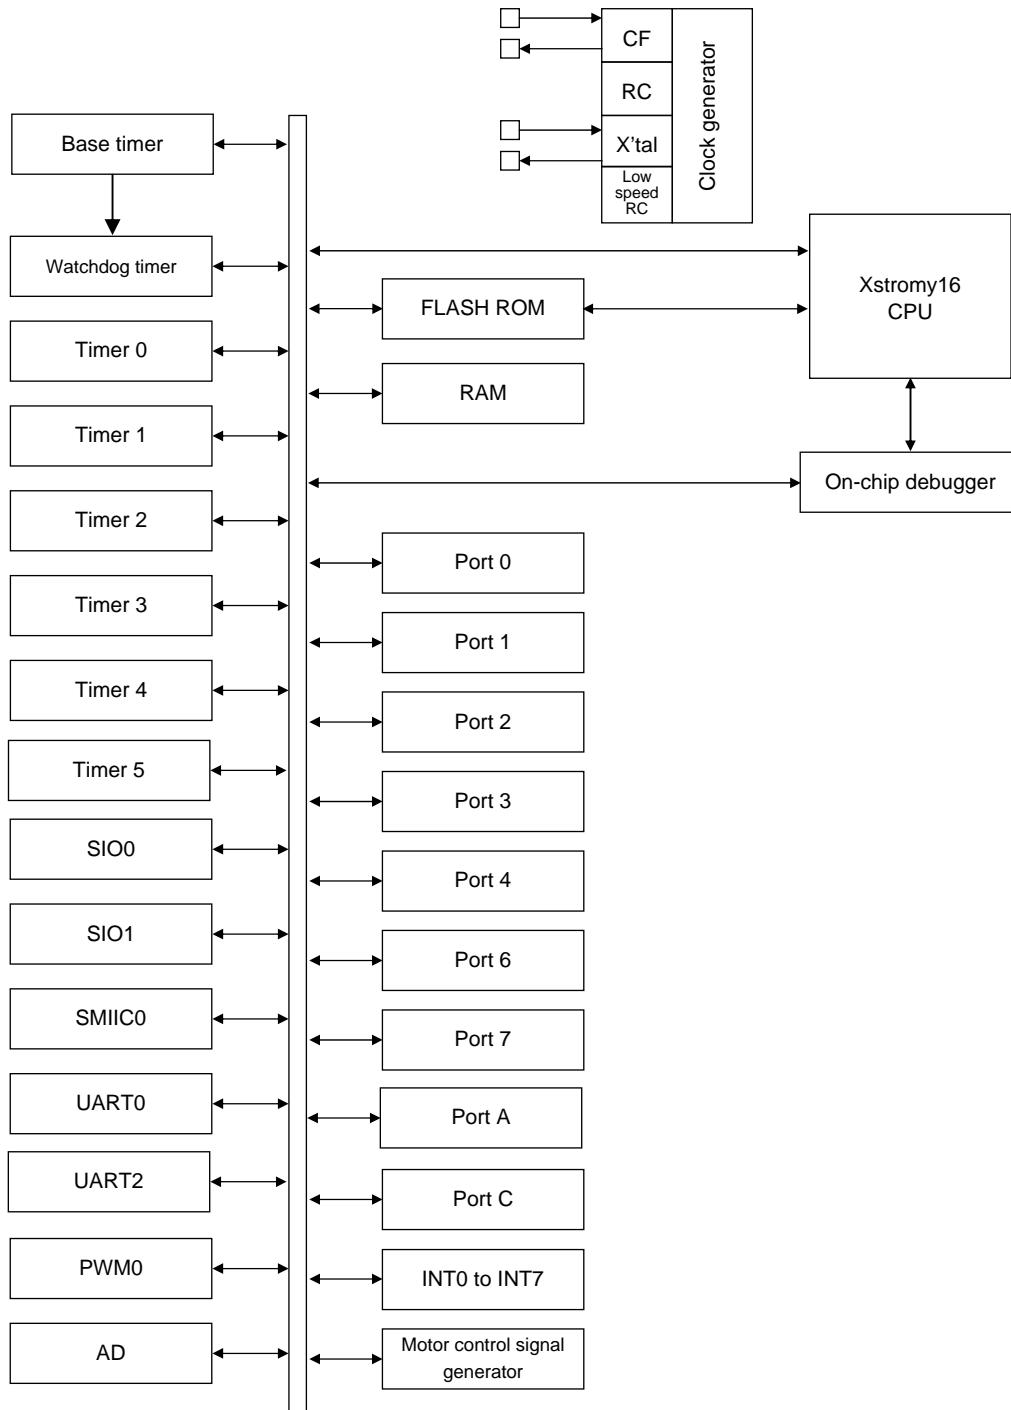 CF
RC
X'tal
Low
speed
RC
Clock generator
Base timer
Watchdog timer
Timer 0
Timer 1
Timer 2
Timer 3
Timer 4
Timer 5
SIO0
SIO1
SMIIC0
UART0
UART2
PWM0
AD
FLASH ROM
RAM
Port 0
Port 1
Port 2
Port 3
Port 4
Port 6
Port 7
Port A
Port C
INT0 to INT7
Motor control signal
generator
Xstromy16
CPU
On-chip debugger